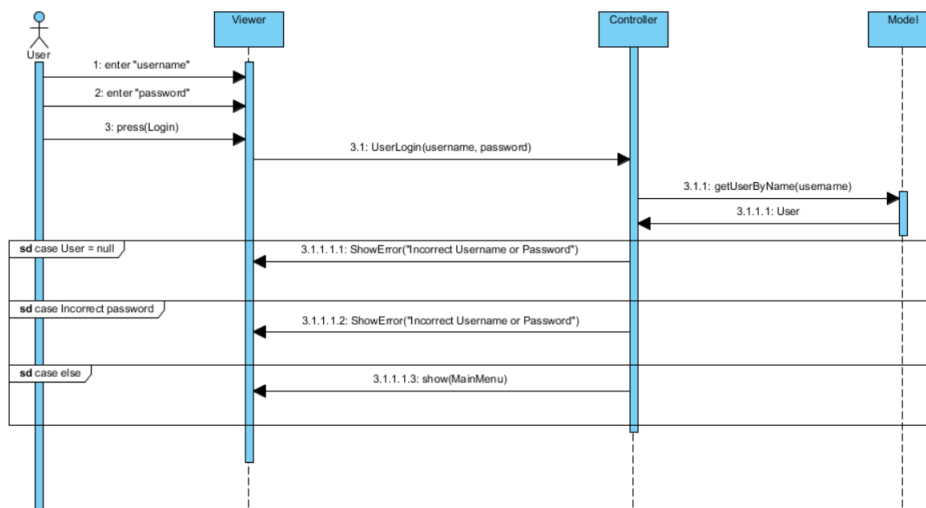 Viewer
Controller
Model
User
1: enter "username"
2: enter "password"
3: press(Login)
3.1: UserLogin(username, password)
3.1.1: getUserByName(username)
3.1.1.1: User
sd case User = null
3.1.1.1.1: ShowError("Incorrect Username or Password")
sd case Incorrect password
3.1.1.1.2: ShowError("Incorrect Username or Password")
sd case else
3.1.1.1.3: show(MainMenu)